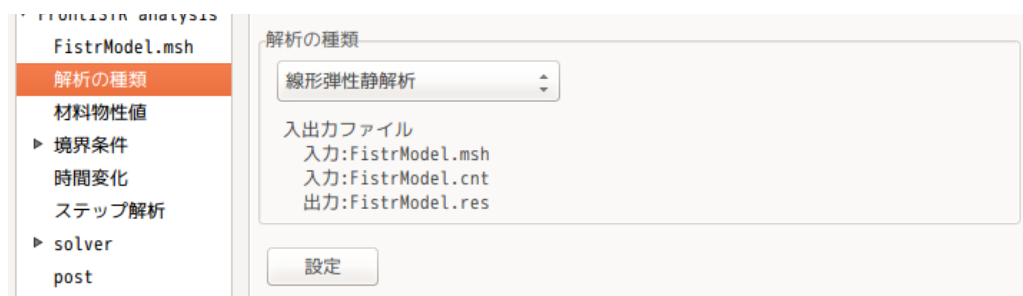 FrontISTR analysis
FistrModel.msh
解析の種類
材料物性値
境界条件
時間変化
ステップ解析
solver
post
解析の種類
線形弾性静解析
入出力ファイル
入力:FistrModel.msh
入力:FistrModel.cnt
出力:FistrModel.res
設定